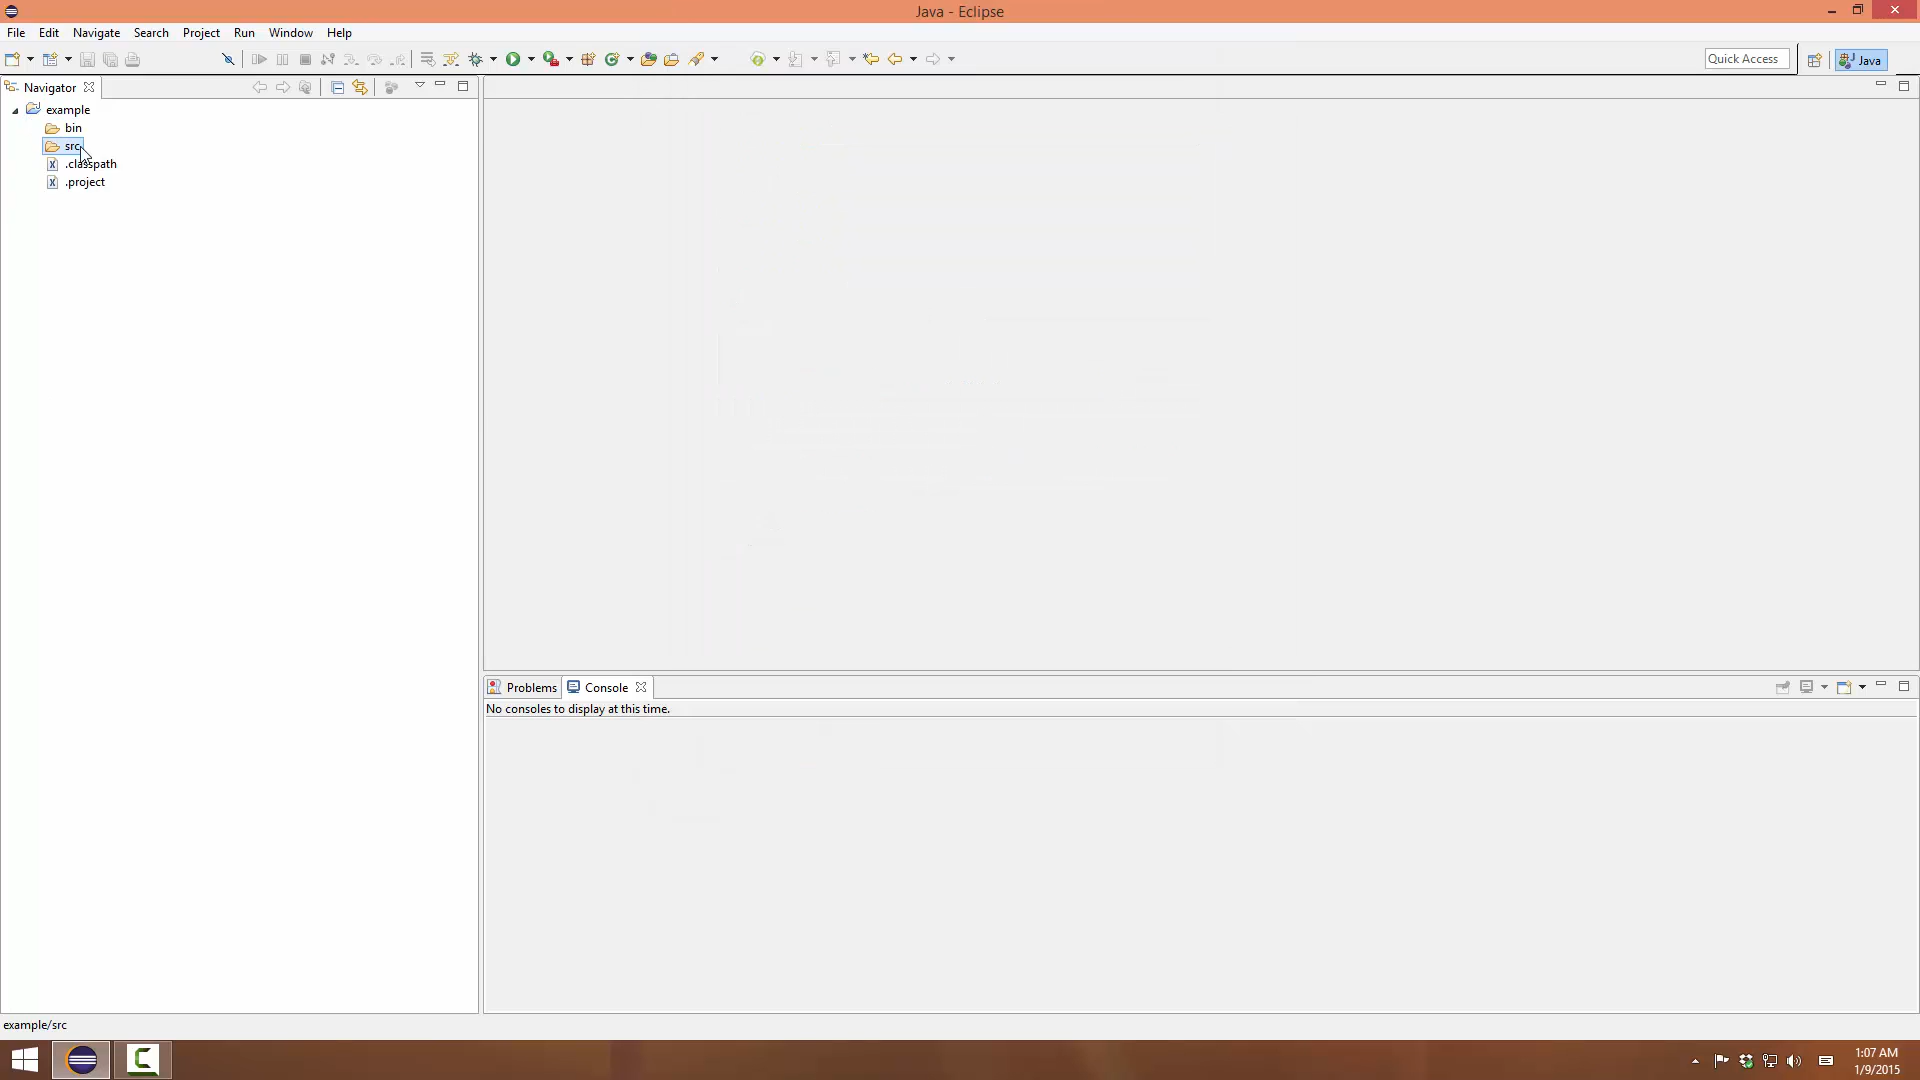 Java - Eclipse
File Edit Navigate Search Project Run Window Help
Quick Access
Java
Navigator
example
bin
src
.classpath
.project
Problems Console
No consoles to display at this time.
example/src
1:07 AM
1/9/2015